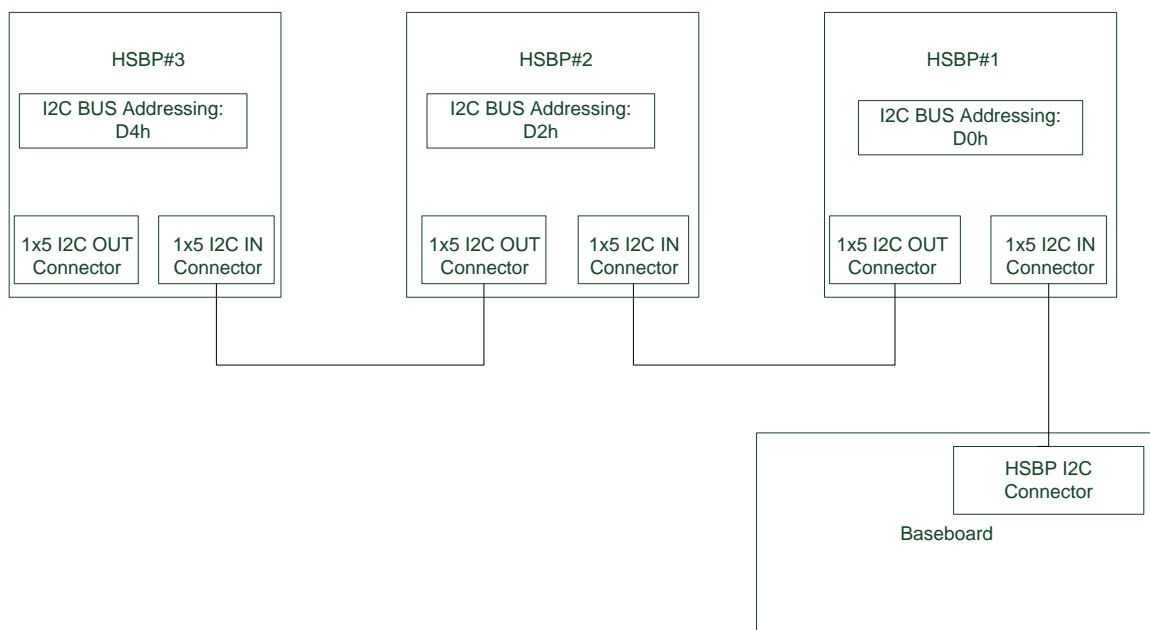 HSBP#3
I2C BUS Addressing:
D4h
1x5 I2C OUT
Connector
1x5 I2C IN
Connector
HSBP#2
I2C BUS Addressing:
D2h
1x5 I2C OUT
Connector
1x5 I2C IN
Connector
HSBP#1
I2C BUS Addressing:
D0h
1x5 I2C OUT
Connector
1x5 I2C IN
Connector
HSBP I2C
Connector
Baseboard